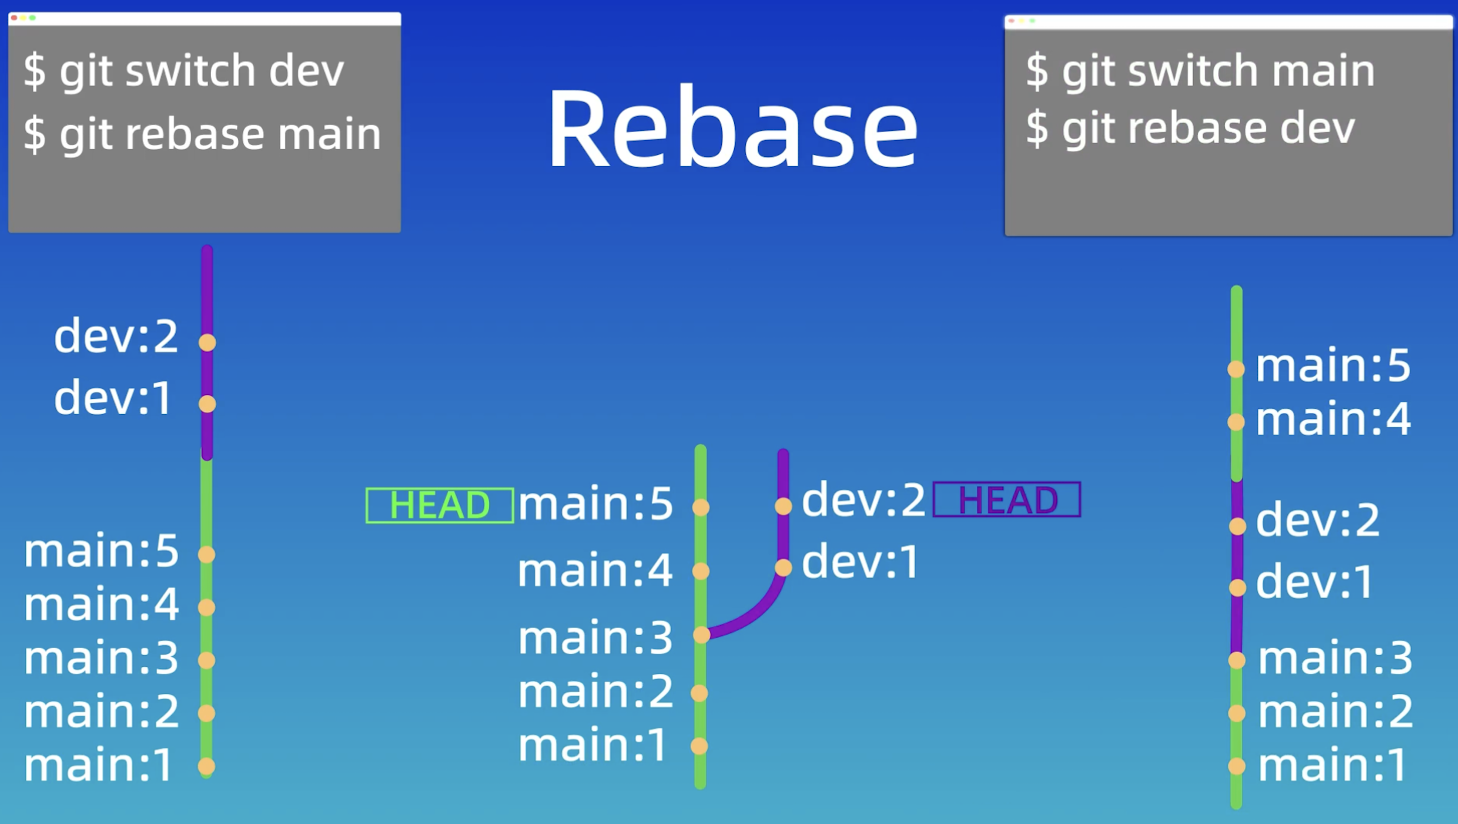 $ git switch dev
$ git rebase main
Rebase
$ git switch main
$ git rebase dev
dev:2
dev:1
main:5
main:4
main:3
main:2
main:1
HEAD main:5
main:4
main:3
main:2
main:1
dev:2 HEAD
dev:1
main:5
main:4
dev:2
dev:1
main:3
main:2
main:1